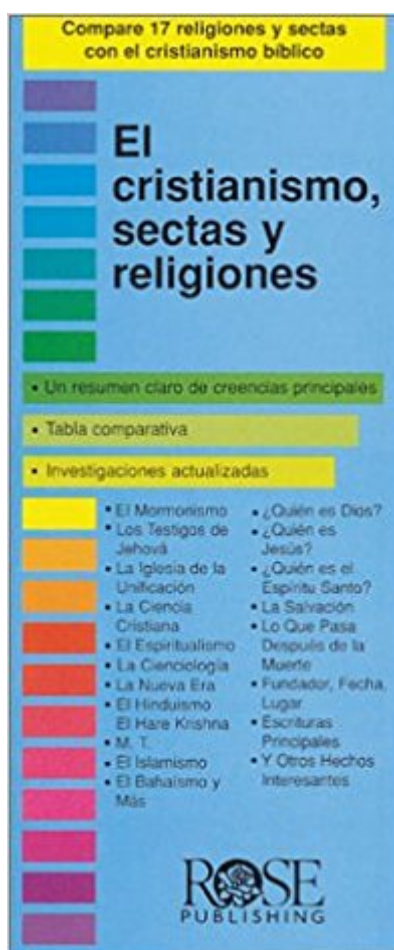 Compare 17 religiones y sectas
con el cristianismo bíblico
El
cristianismo,
sectas y
religiones
• Un resumen claro de creencias principales
• Tabla comparativa
• Investigaciones actualizadas
• El Mormonismo
• Los Testigos de
Jehová
• La Iglesia de la
Unificación
• La Ciencia
Cristiana
• El Espiritualismo
• La Cienciología
• La Nueva Era
• El Hinduismo
El Hare Krishna
• M. T.
• El Islamismo
• El Bahaísmo y
Más
• ¿Quién es Dios?
• ¿Quién es
Jesús?
• ¿Quién es el
Espíritu Santo?
• La Salvación
• Lo Que Pasa
Después de la
Muerte
• Fundador, Fecha,
Lugar
• Escrituras
Principales
• Y Otros Hechos
Interesantes
ROSE
PUBLISHING